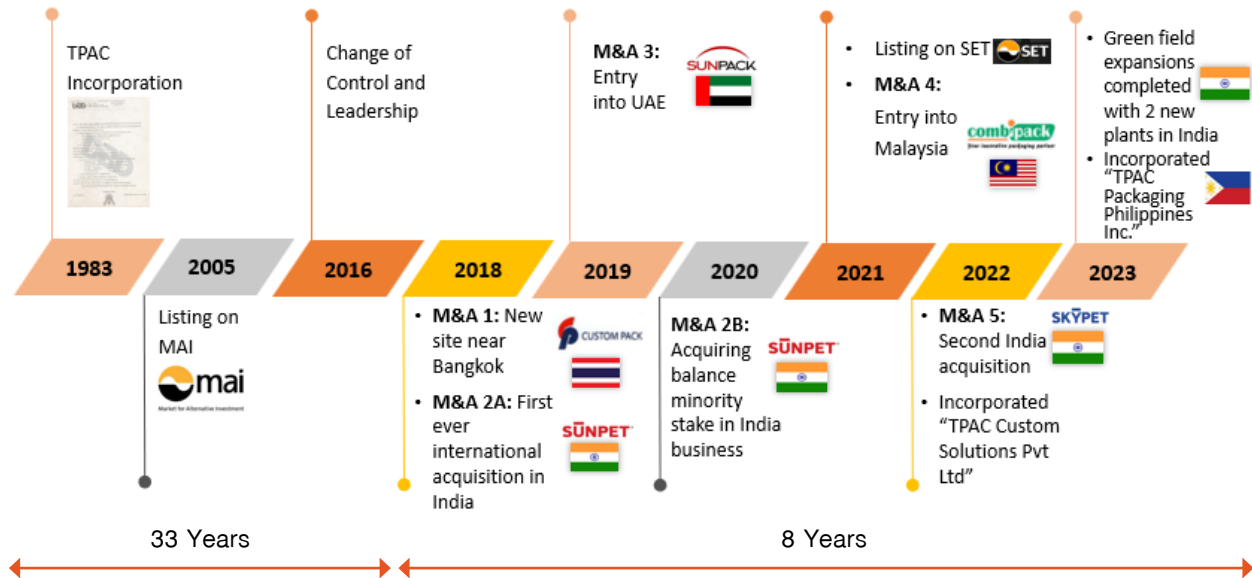 TPAC
Incorporation
Change of
Control and
Leadership
M&A 3:
Entry
into UAE
SUNPACK
• Listing on SET
SET
• M&A 4:
Entry into
Malaysia
combipack
• Green field
expansions
completed
with 2 new
plants in India
• Incorporated
“TPAC
Packaging
Philippines
Inc.”
1983
2005
2016
2018
2019
2020
2021
2022
2023
Listing on
MAI
mai
Market for Alternative Investment
• M&A 1: New
site near
Bangkok
CUSTOM PACK
• M&A 2A: First
ever
international
acquisition in
India
SŪNPET
M&A 2B:
Acquiring
balance
minority
stake in India
business
SŪNPET
• M&A 5:
Second India
acquisition
SKȲPET
• Incorporated
“TPAC Custom
Solutions Pvt
Ltd”
33 Years
8 Years